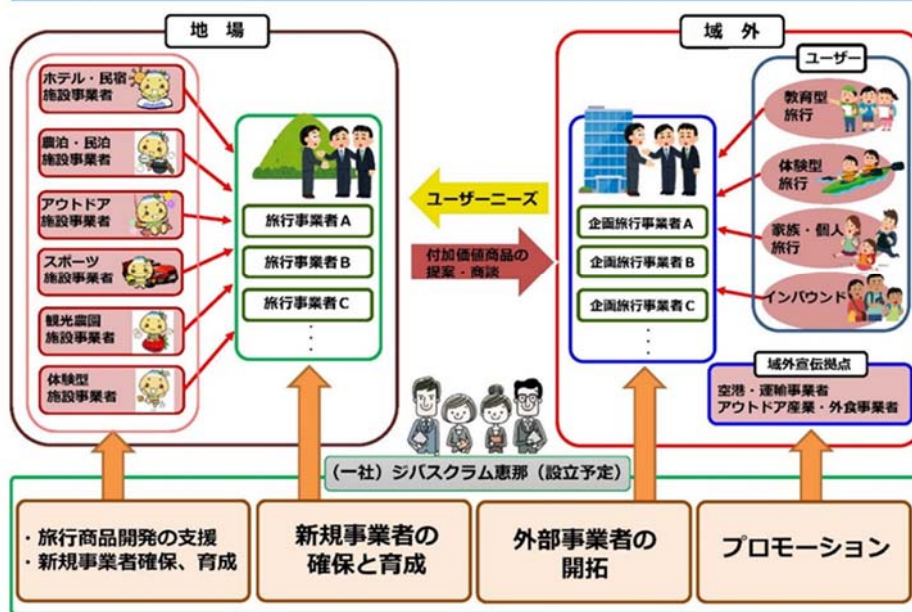 地　場
ホテル・民宿
施設事業者
農泊・民泊
施設事業者
アウトドア
施設事業者
スポーツ
施設事業者
観光農園
施設事業者
体験型
施設事業者
旅行事業者A
旅行事業者B
旅行事業者C
・
・
・
ユーザーニーズ
付加価値商品の
提案・商談
域　外
企画旅行事業者A
企画旅行事業者B
企画旅行事業者C
・
・
・
ユーザー
教育型
旅行
体験型
旅行
家族・個人
旅行
インバウンド
域外宣伝拠点
空港・運輸事業者
アウトドア産業・外食事業者
（一社）ジバスクラム恵那（設立予定）
・旅行商品開発の支援
・新規事業者確保、育成
新規事業者の
確保と育成
外部事業者の
開拓
プロモーション